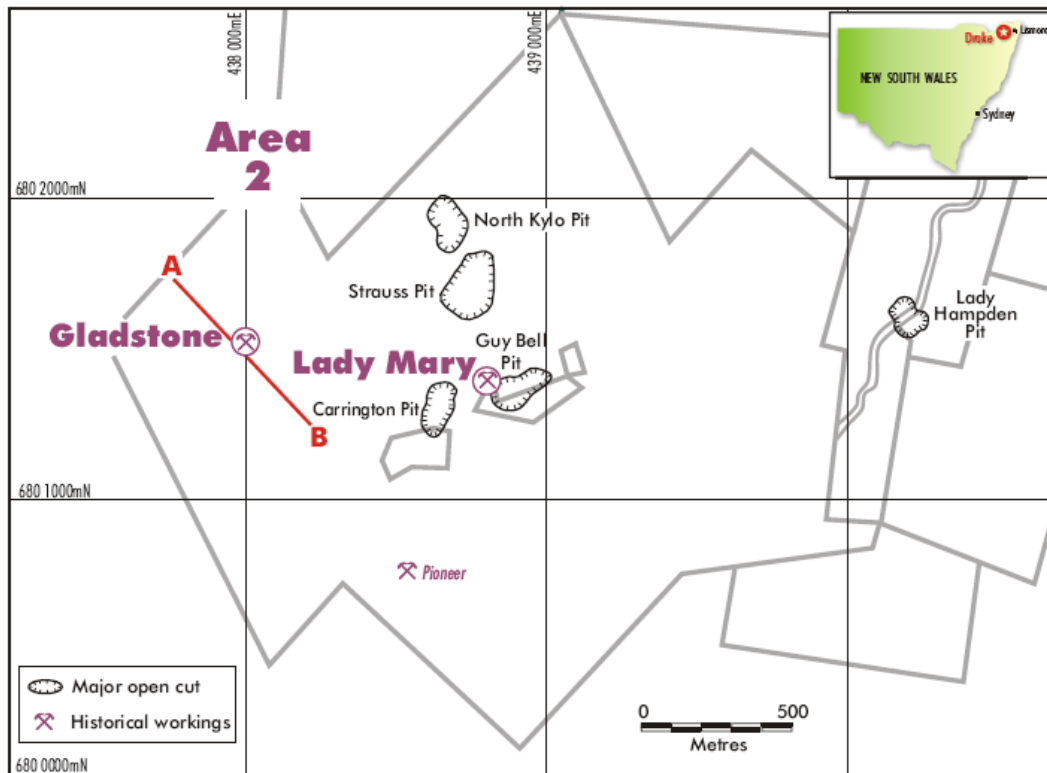 438 000mE
439 000mE
Drake
Lismore
NEW SOUTH WALES
Sydney
Area
2
680 2000mN
North Kylo Pit
A
Strauss Pit
Lady
Hampden
Pit
Gladstone
Guy Bell
Pit
Lady Mary
Carrington Pit
B
680 1000mN
Pioneer
Major open cut
Historical workings
0 500
Metres
680 0000mN